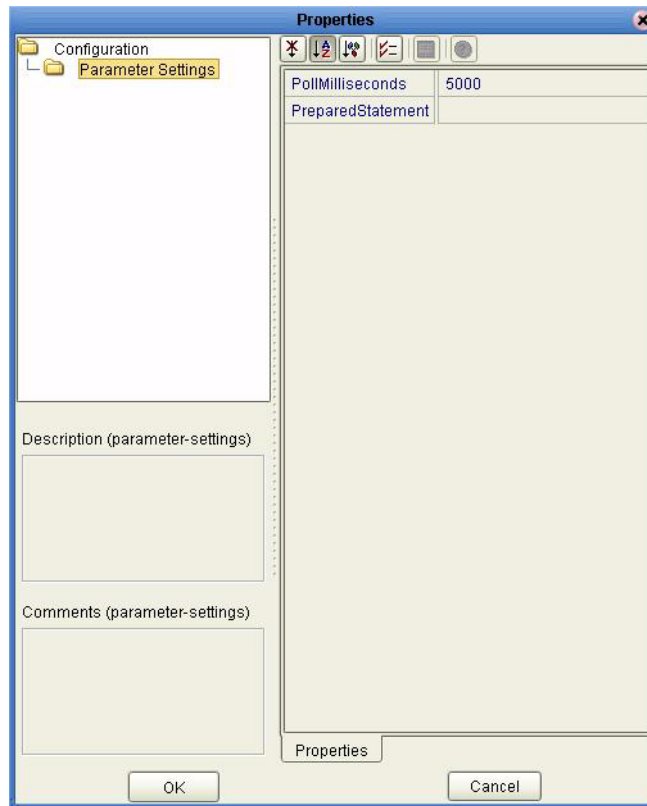 Properties
Configuration
Parameter Settings
PollMilliseconds 5000
PreparedStatement
Description (parameter-settings)
Comments (parameter-settings)
Properties
OK Cancel